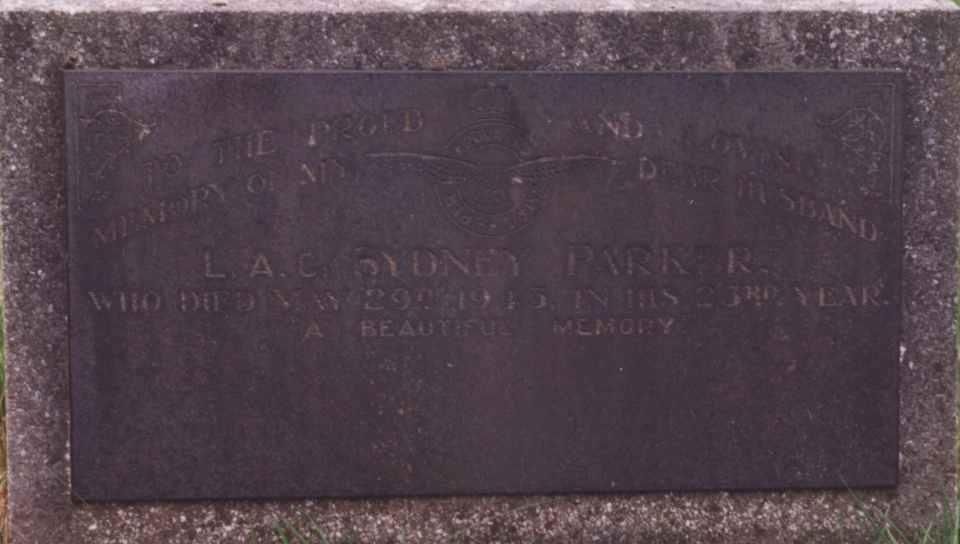 TO THE PROUD AND LOVING
MEMORY OF MY DEAR HUSBAND.
L.A.C. SYDNEY PARKER.
WHO DIED MAY 29TH 1943, IN HIS 23RD YEAR.
A BEAUTIFUL MEMORY.